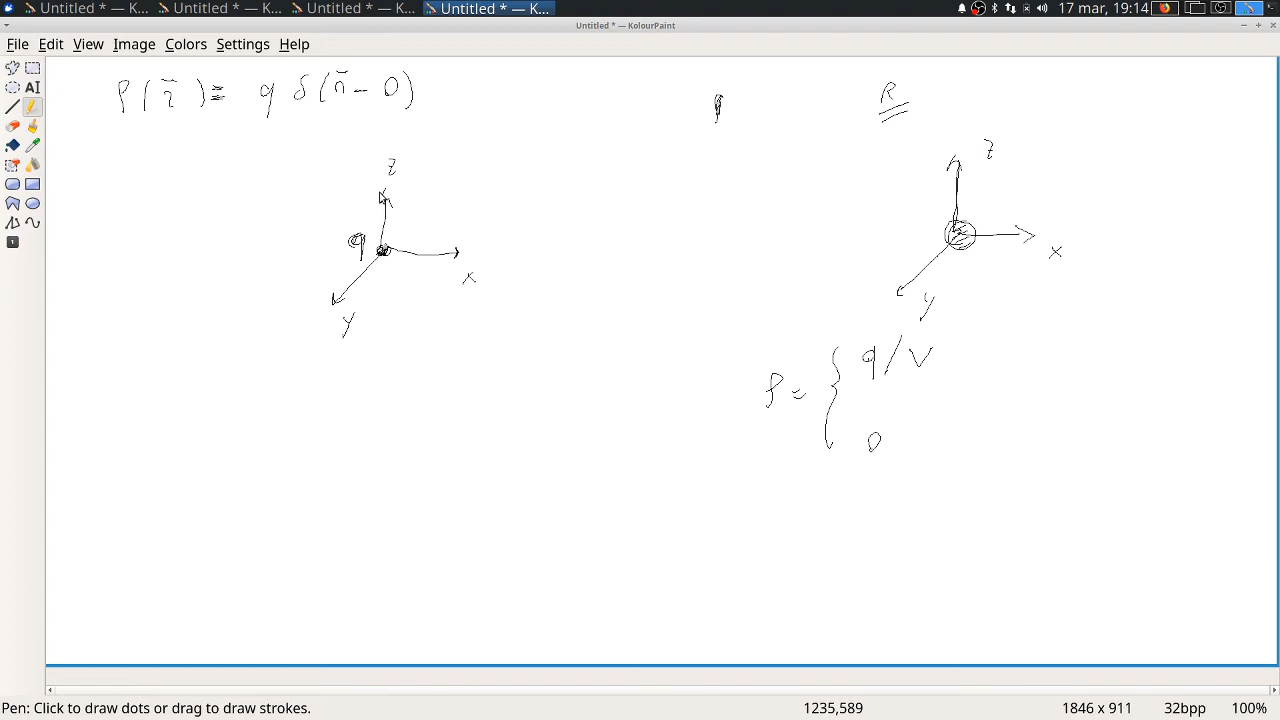 Untitled * — K...
Untitled * — K...
Untitled * — K...
Untitled * — K...
17 mar, 19:14
Untitled * — KolourPaint
File Edit View Image Colors Settings Help
ρ(r̄) = q δ(r̄ - 0)
R
z
z
q
x
x
y
y
ρ = { q/V
0
Pen: Click to draw dots or drag to draw strokes.
1235,589
1846 x 911
32bpp
100%